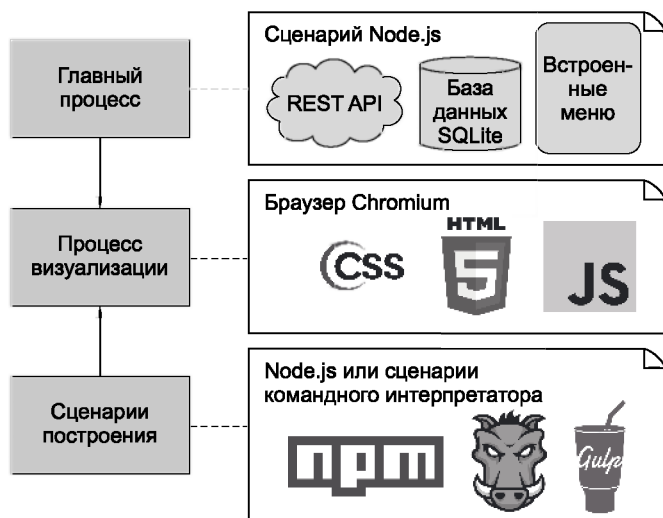 Главный
процесс
Сценарий Node.js
REST API
База
данных
SQLite
Встроен-
ные
меню
Процесс
визуализации
Браузер Chromium
CSS
HTML
5
JS
Сценарии
построения
Node.js или сценарии
командного интерпретатора
npm
Gulp